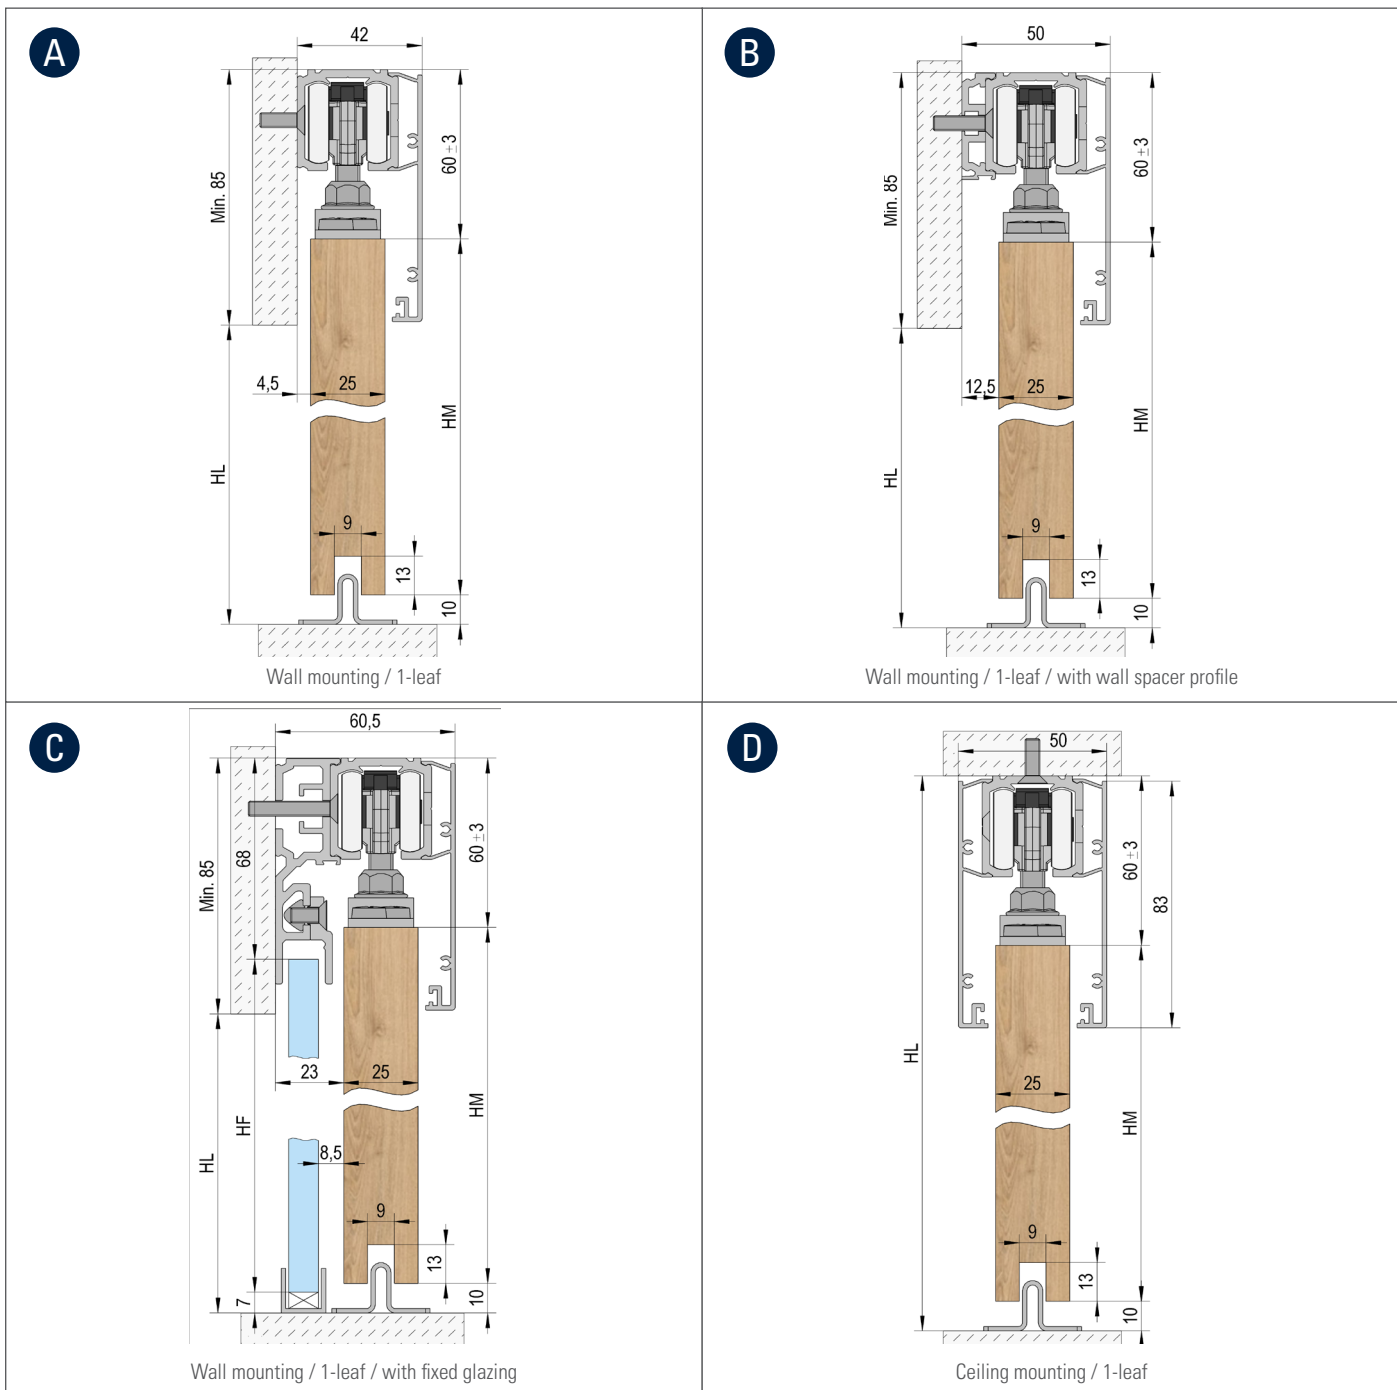 A
42
Min. 85
60 ± 3
4,5
25
HM
HL
9
13
10
Wall mounting / 1-leaf
B
50
Min. 85
60 ± 3
12,5
25
HM
HL
9
13
10
Wall mounting / 1-leaf / with wall spacer profile
C
60,5
Min. 85
68
60 ± 3
23
25
HM
HF
HL
8,5
9
13
7
10
Wall mounting / 1-leaf / with fixed glazing
D
50
60 ± 3
83
HL
25
HM
9
13
10
Ceiling mounting / 1-leaf